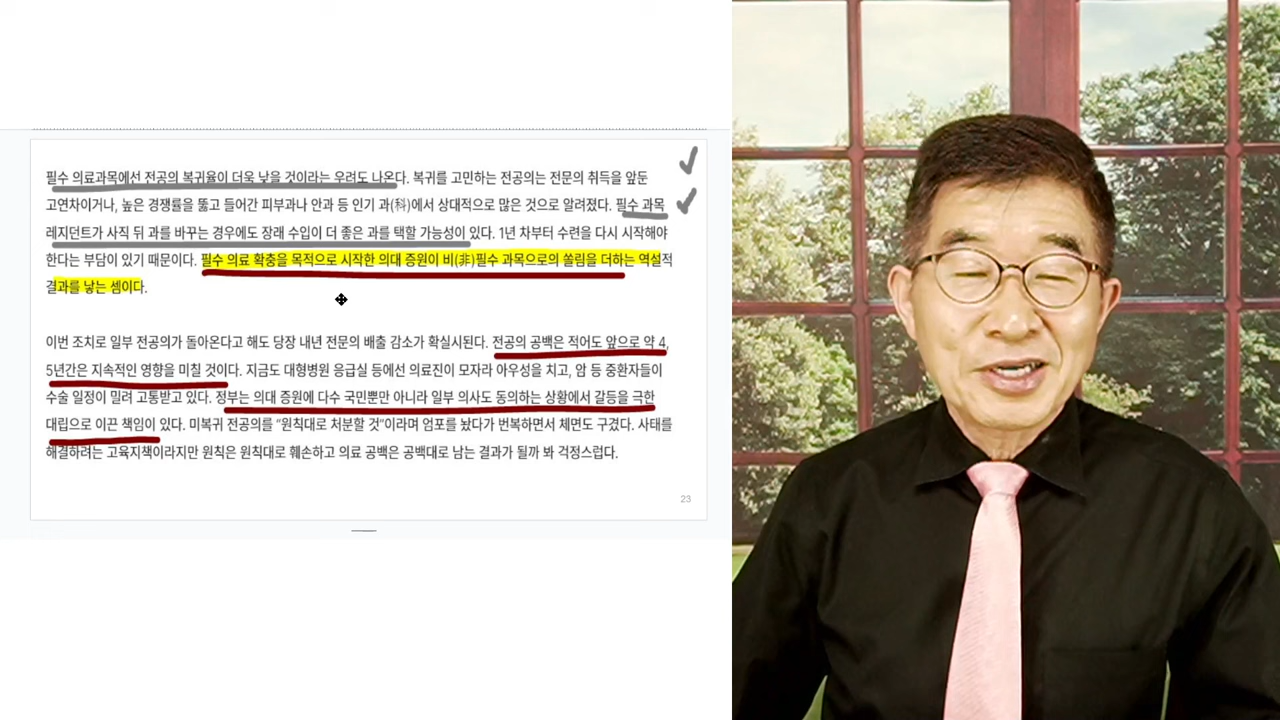 필수 의료과목에선 전공의 복귀율이 더욱 낮을 것이라는 우려도 나온다. 복귀를 고민하는 전공의는 전문의 취득을 앞둔
고연차이거나, 높은 경쟁률을 뚫고 들어간 피부과나 안과 등 인기 과(科)에서 상대적으로 많은 것으로 알려졌다. 필수 과목
레지던트가 사직 뒤 과를 바꾸는 경우에도 장래 수입이 더 좋은 과를 택할 가능성이 있다. 1년 차부터 수련을 다시 시작해야
한다는 부담이 있기 때문이다. 필수 의료 확충을 목적으로 시작한 의대 증원이 비(非)필수 과목으로의 쏠림을 더하는 역설적
결과를 낳는 셈이다.
이번 조치로 일부 전공의가 돌아온다고 해도 당장 내년 전문의 배출 감소가 확실시된다. 전공의 공백은 적어도 앞으로 약 4,
5년간은 지속적인 영향을 미칠 것이다. 지금도 대형병원 응급실 등에선 의료진이 모자라 아우성을 치고, 암 등 중환자들이
수술 일정이 밀려 고통받고 있다. 정부는 의대 증원에 다수 국민뿐만 아니라 일부 의사도 동의하는 상황에서 갈등을 극한
대립으로 이끈 책임이 있다. 미복귀 전공의를 “원칙대로 처분할 것”이라며 엄포를 놨다가 번복하면서 체면도 구겼다. 사태를
해결하려는 고육지책이라지만 원칙은 원칙대로 훼손하고 의료 공백은 공백대로 남는 결과가 될까 봐 걱정스럽다.
23